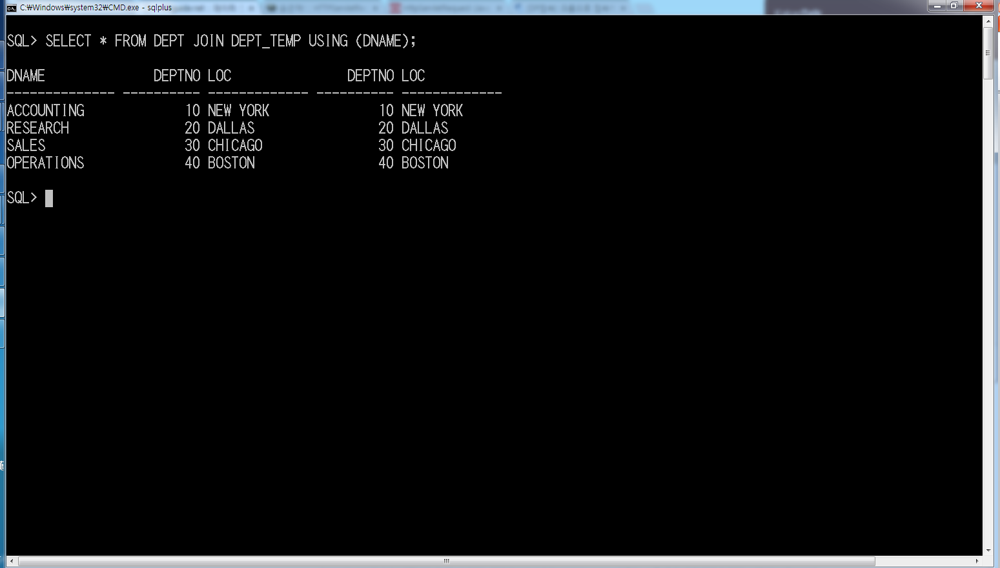 C:₩Windows₩system32₩CMD.exe - sqlplus
SQL> SELECT * FROM DEPT JOIN DEPT_TEMP USING (DNAME);
DNAME              DEPTNO LOC               DEPTNO LOC
-------------- ---------- ------------- ---------- -------------
ACCOUNTING             10 NEW YORK              10 NEW YORK
RESEARCH               20 DALLAS                20 DALLAS
SALES                  30 CHICAGO               30 CHICAGO
OPERATIONS             40 BOSTON                40 BOSTON
SQL>